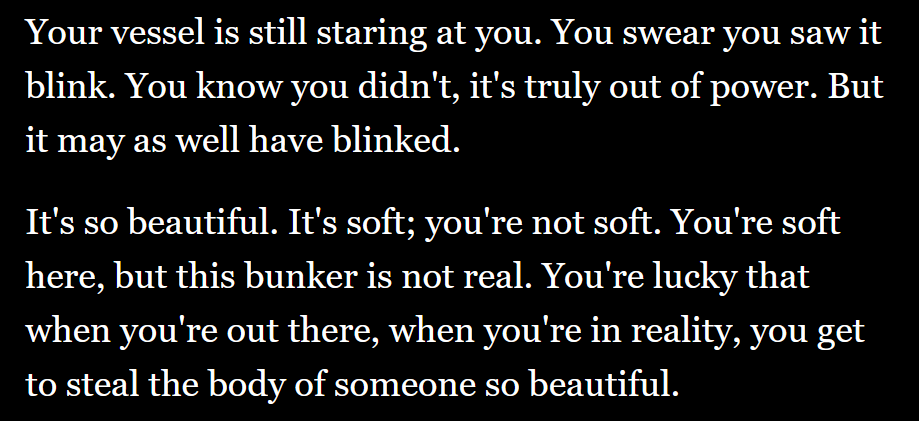 Your vessel is still staring at you. You swear you saw it
blink. You know you didn't, it's truly out of power. But
it may as well have blinked.
It's so beautiful. It's soft; you're not soft. You're soft
here, but this bunker is not real. You're lucky that
when you're out there, when you're in reality, you get
to steal the body of someone so beautiful.